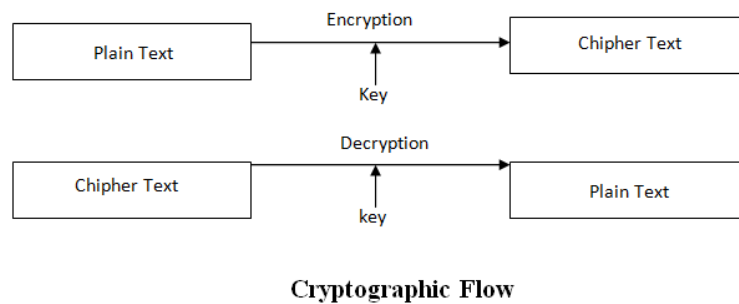 Encryption
Plain Text
Chipher Text
Key
Decryption
Chipher Text
Plain Text
key
Cryptographic Flow